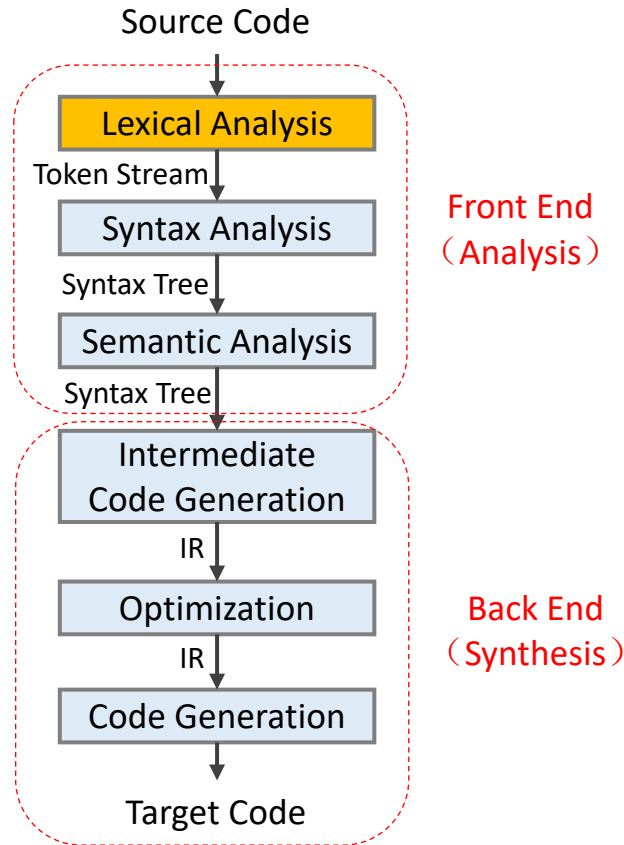 Source Code
Lexical Analysis
Token Stream
Syntax Analysis
Syntax Tree
Semantic Analysis
Syntax Tree
Front End
（Analysis）
Intermediate
Code Generation
IR
Optimization
IR
Code Generation
Target Code
Back End
（Synthesis）